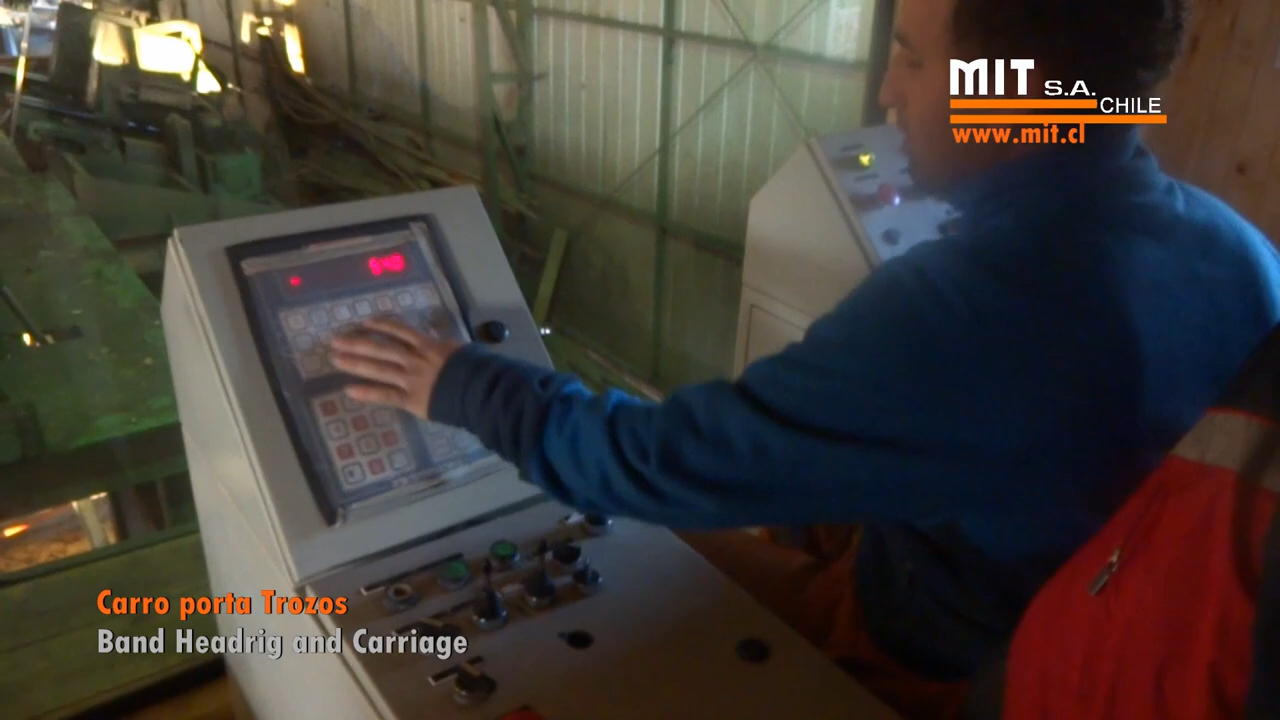 MIT S.A.
CHILE
www.mit.cl
Carro porta Trozos
Band Headrig and Carriage